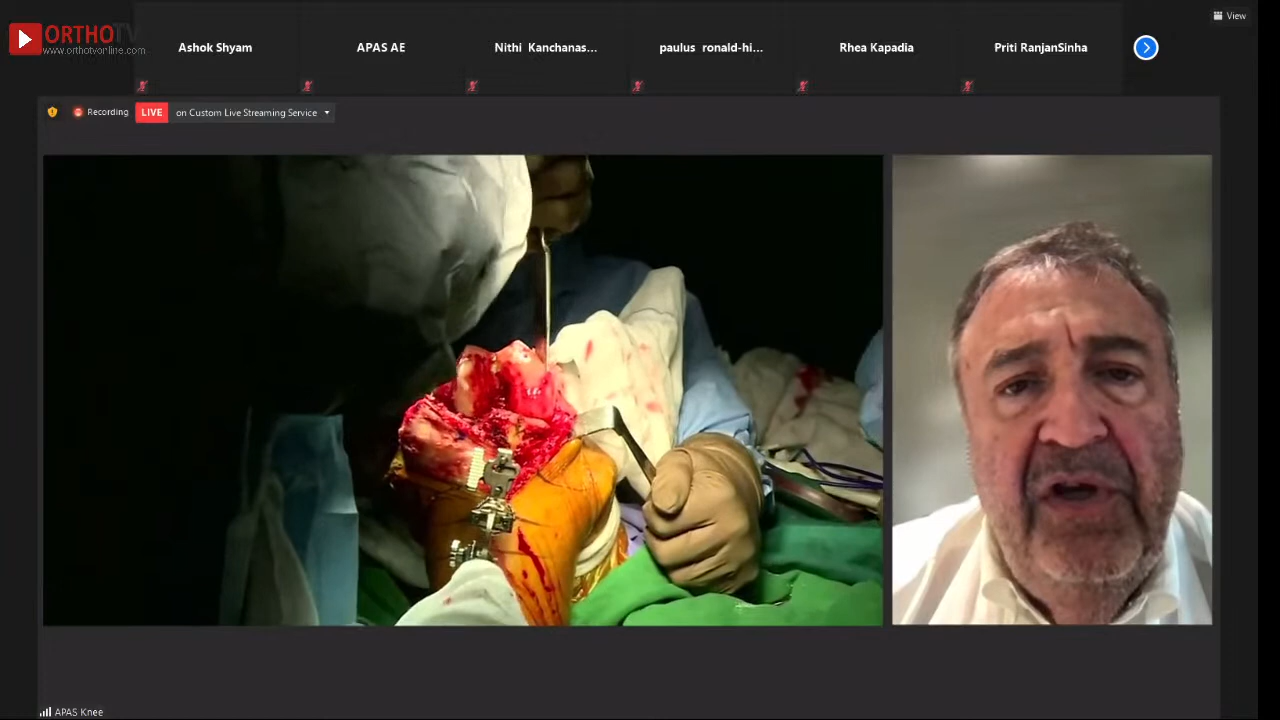 ORTHOTV
www.orthotvonline.com
View
Ashok Shyam
APAS AE
Nithi Kanchanas...
paulus ronald-hi...
Rhea Kapadia
Priti RanjanSinha
Recording
LIVE
on Custom Live Streaming Service
APAS Knee